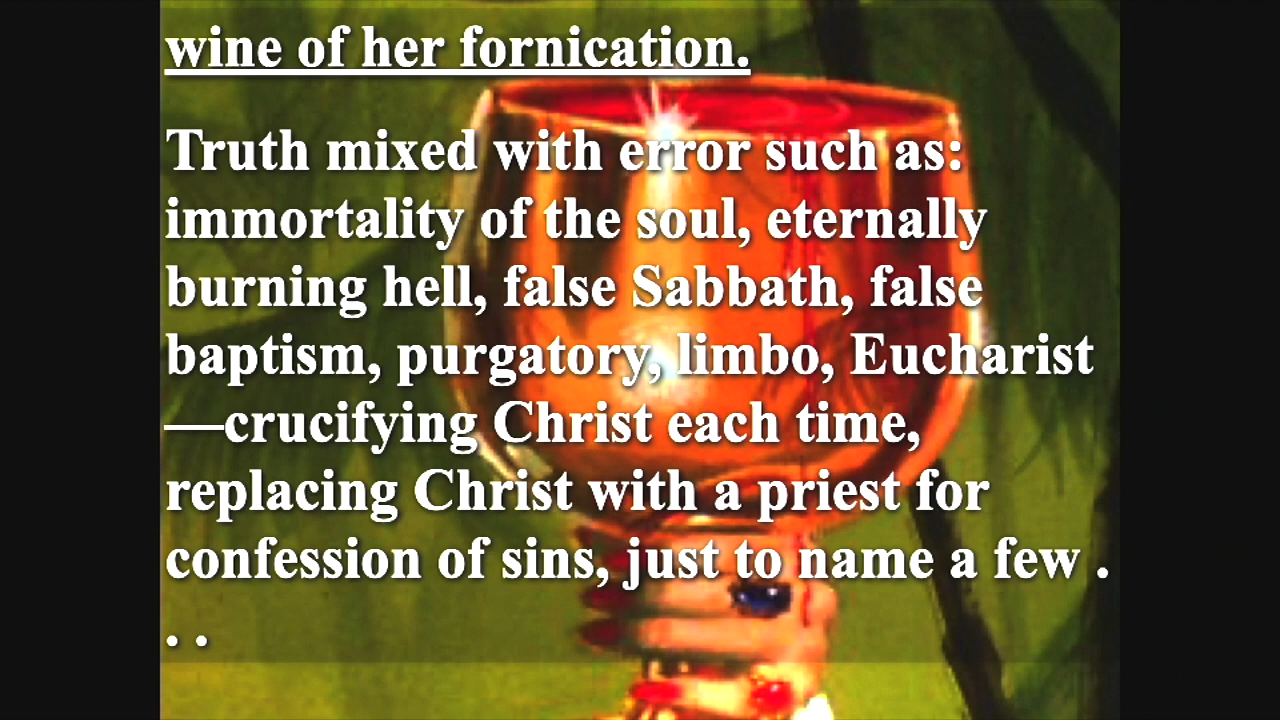 wine of her fornication.
Truth mixed with error such as:
immortality of the soul, eternally
burning hell, false Sabbath, false
baptism, purgatory, limbo, Eucharist
—crucifying Christ each time,
replacing Christ with a priest for
confession of sins, just to name a few .
. .